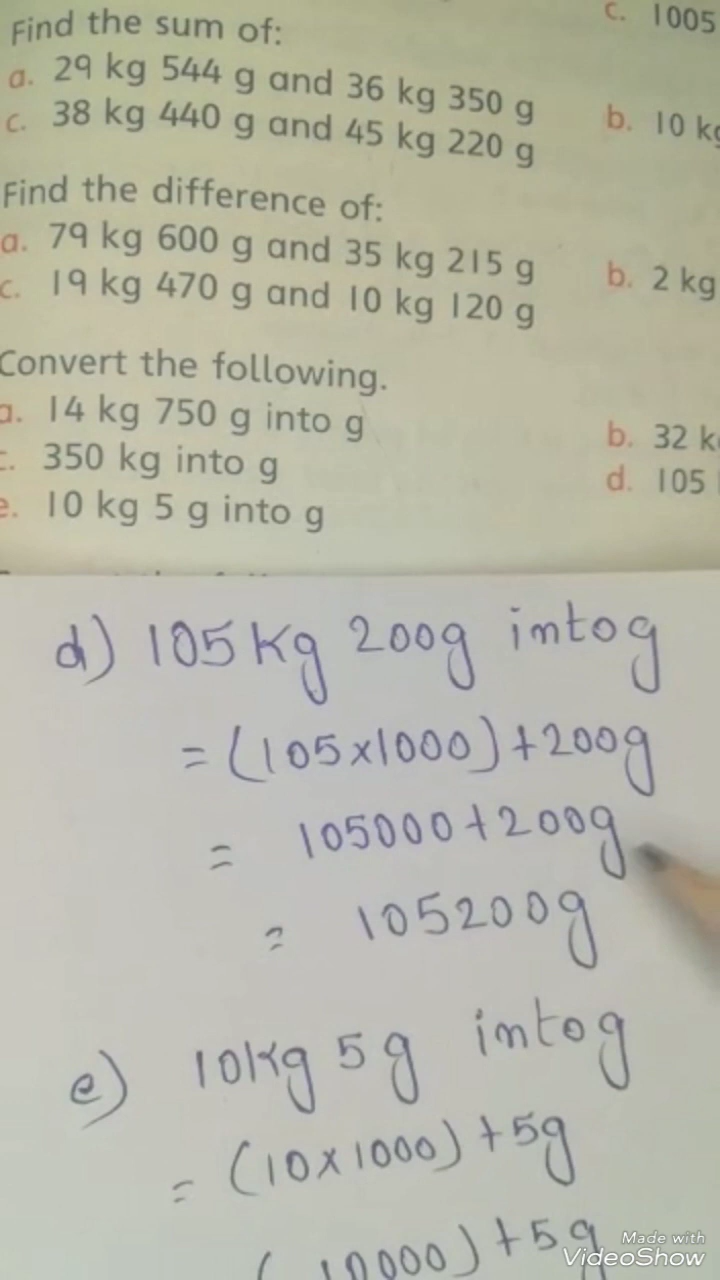 c. 1005
Find the sum of:
a. 29 kg 544 g and 36 kg 350 g
b. 10 kg
c. 38 kg 440 g and 45 kg 220 g
Find the difference of:
a. 79 kg 600 g and 35 kg 215 g
b. 2 kg
c. 19 kg 470 g and 10 kg 120 g
Convert the following.
a. 14 kg 750 g into g
b. 32 k
c. 350 kg into g
d. 105
e. 10 kg 5 g into g
d) 105 kg 200g into g
= (105x1000)+200g
= 105000+200g
= 105200g
e) 10kg 5g into g
= (10x1000)+5g
(10000)+5g
Made with
VideoShow